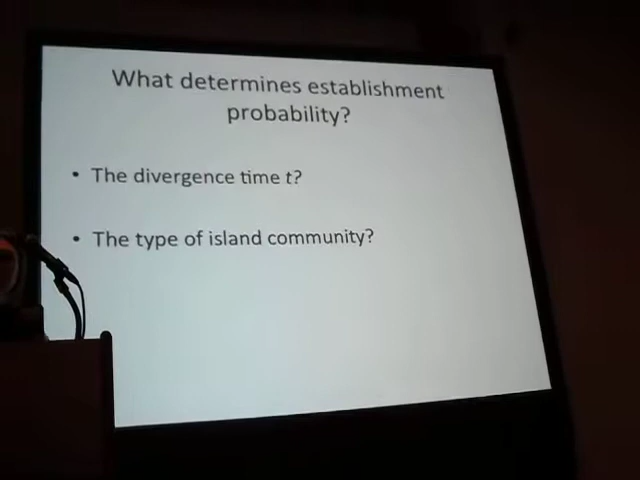 What determines establishment
probability?
• The divergence time t?
• The type of island community?